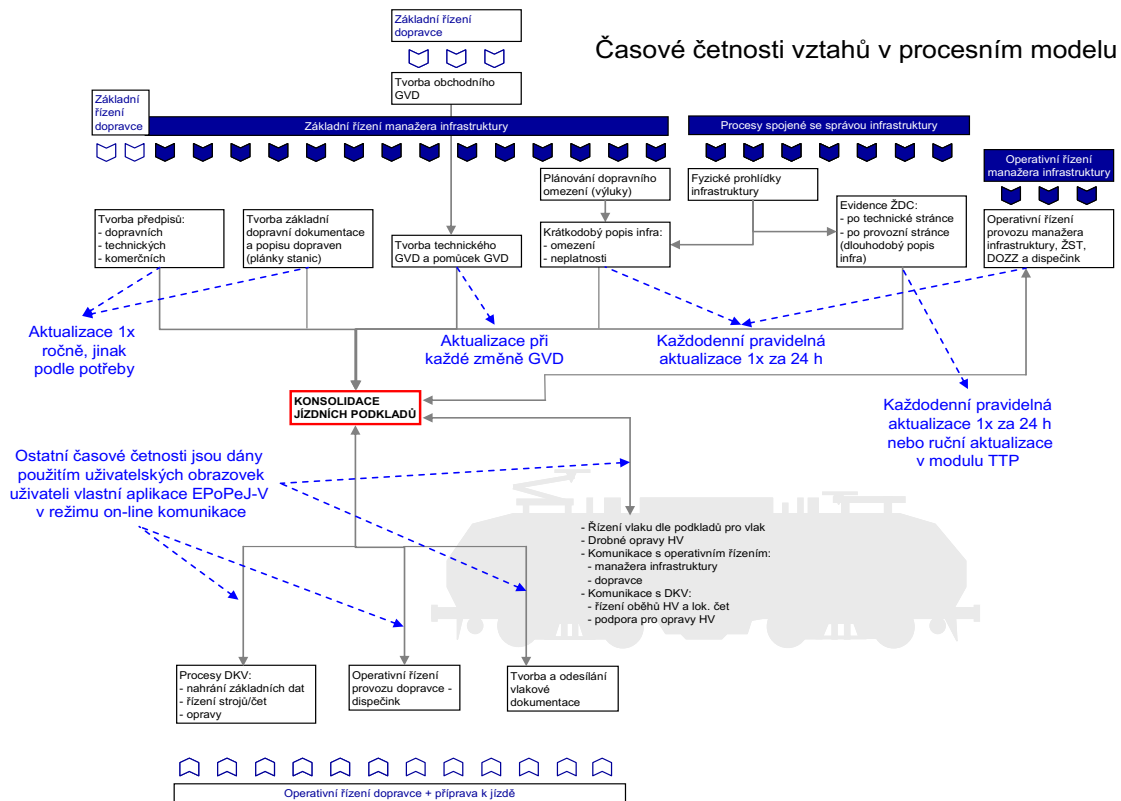 Časové četnosti vztahů v procesním modelu
Základní řízení
dopravce
Tvorba obchodního
GVD
Základní
řízení
dopravce
Základní řízení manažera infrastruktury
Procesy spojené se správou infrastruktury
Operativní řízení
manažera infrastruktury
Tvorba předpisů:
- dopravních
- technických
- komerčních
Tvorba základní
dopravní dokumentace
a popisu dopraven
(plánky stanic)
Tvorba technického
GVD a pomůcek GVD
Plánování dopravního
omezení (výluky)
Krátkodobý popis infra:
- omezení
- neplatnosti
Fyzické prohlídky
infrastruktury
Evidence ŽDC:
- po technické stránce
- po provozní stránce
(dlouhodobý popis
infra)
Operativní řízení
provozu manažera
infrastruktury, ŽST,
DOZZ a dispečink
Aktualizace 1x
ročně, jinak
podle potřeby
Aktualizace při
každé změně GVD
Každodenní pravidelná
aktualizace 1x za 24 h
Každodenní pravidelná
aktualizace 1x za 24 h
nebo ruční aktualizace
v modulu TTP
KONSOLIDACE
JÍZDNÍCH PODKLADŮ
Ostatní časové četnosti jsou dány
použitím uživatelských obrazovek
uživateli vlastní aplikace EPoPeJ-V
v režimu on-line komunikace
- Řízení vlaku dle podkladů pro vlak
- Drobné opravy HV
- Komunikace s operativním řízením:
- manažera infrastruktury
- dopravce
- Komunikace s DKV:
- řízení oběhů HV a lok. čet
- podpora pro opravy HV
Procesy DKV:
- nahrání základních dat
- řízení strojů/čet
- opravy
Operativní řízení
provozu dopravce -
dispečink
Tvorba a odesílání
vlakové
dokumentace
Operativní řízení dopravce + příprava k jízdě